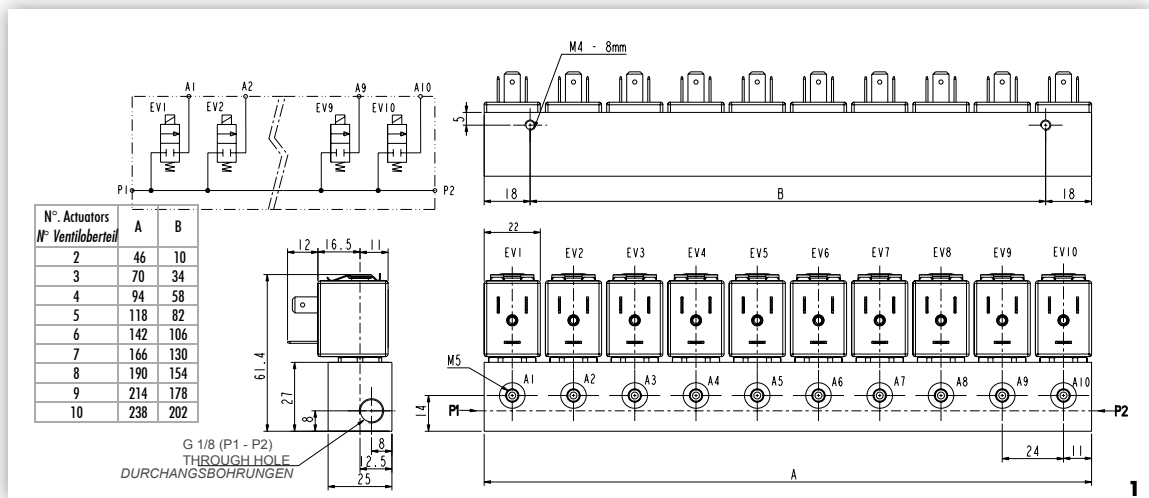 M4 - 8mm
5
18
B
18
A1
A2
A9
A10
EV1
EV2
EV9
EV10
P1
P2
N°. Actuators A B
N° Ventiloberteil
2 46 10
3 70 34
4 94 58
5 118 82
6 142 106
7 166 130
8 190 154
9 214 178
10 238 202
12 16.5 11
61.4
27
8
8
12.5
25
G 1/8 (P1 - P2)
THROUGH HOLE
DURCHANGSBOHRUNGEN
22
EV1 EV2 EV3 EV4 EV5 EV6 EV7 EV8 EV9 EV10
M5
A1 A2 A3 A4 A5 A6 A7 A8 A9 A10
14
P1
P2
24
11
A
1